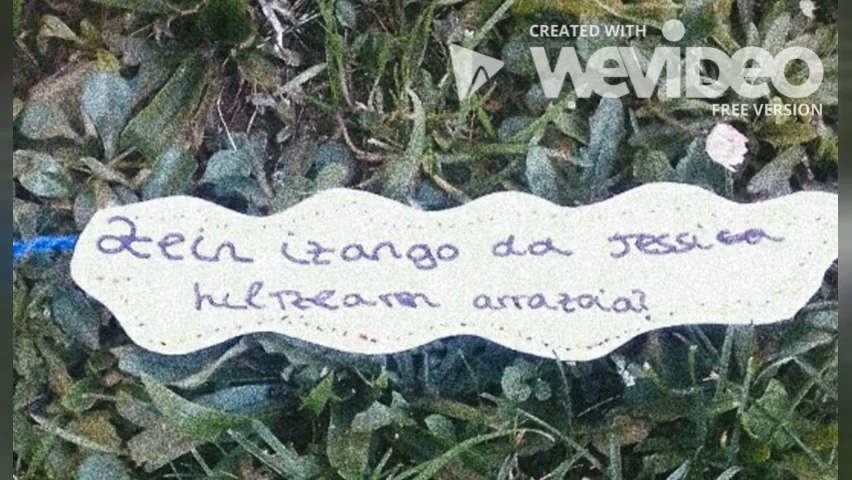 CREATED WITH
WEVIDEO
FREE VERSION
Zein izango da Jessica
hiltzearen arrazoia?